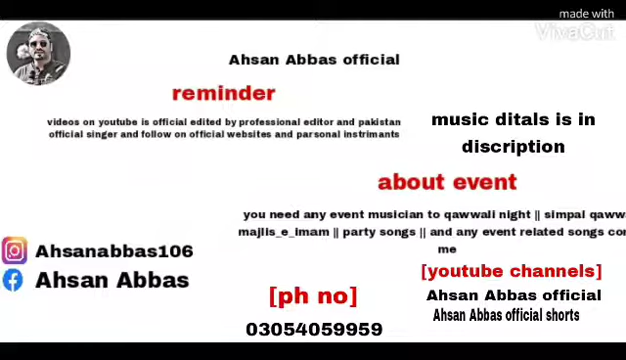 made with
VivaCut
Ahsan Abbas official
reminder
videos on youtube is official edited by professional editor and pakistan
official singer and follow on official websites and parsonal instrimants
music ditals is in
discription
about event
you need any event musician to qawwali night || simpal
majlis_e_imam || party songs || and any event related songs
me
Ahsanabbas106
Ahsan Abbas
[ph no]
03054059959
[youtube channels]
Ahsan Abbas official
Ahsan Abbas official shorts